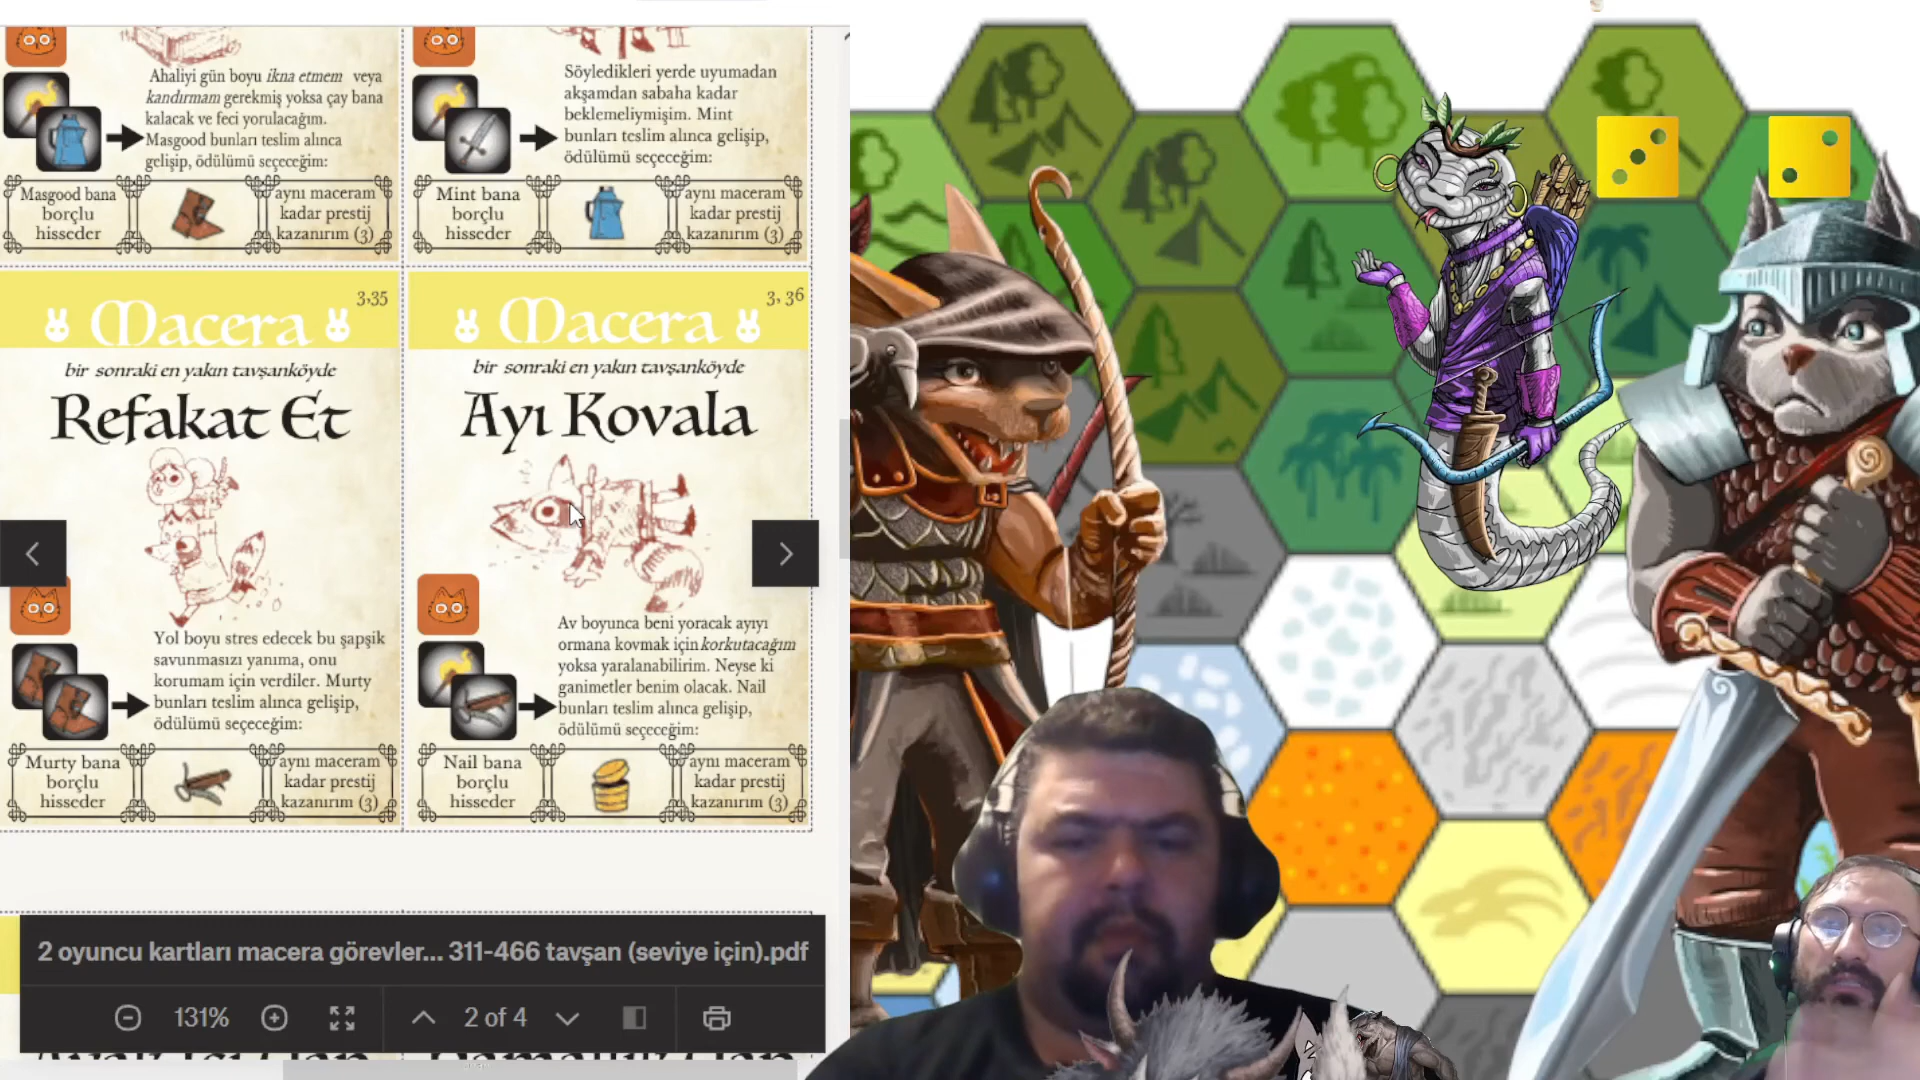 Ahaliyi gün boyu ikna etmem veya
kandırmam gerekmiş yoksa çay bana
kalacak ve feci yorulacağım.
Masgood bunları teslim alınca
gelişip, ödülümü seçeceğim:
Masgood bana
borçlu
hisseder
aynı maceram
kadar prestij
kazanırım (3)
Söyledikleri yerde uyumadan
akşamdan sabaha kadar
beklemeliymişim. Mint
bunları teslim alınca gelişip,
ödülümü seçeceğim:
Mint bana
borçlu
hisseder
aynı maceram
kadar prestij
kazanırım (3)
3,35
Macera
bir sonraki en yakın tavşanköyde
Refakat Et
Yol boyu stres edecek bu şapşik
savunmasızı yanıma, onu
korumam için verdiler. Murty
bunları teslim alınca gelişip,
ödülümü seçeceğim:
Murty bana
borçlu
hisseder
aynı maceram
kadar prestij
kazanırım (3)
3, 36
Macera
bir sonraki en yakın tavşanköyde
Ayı Kovala
Av boyunca beni yoracak ayıyı
ormana kovmak için korkutacağım
yoksa yaralanabilirim. Neyse ki
ganimetler benim olacak. Nail
bunları teslim alınca gelişip,
ödülümü seçeceğim:
Nail bana
borçlu
hisseder
aynı maceram
kadar prestij
kazanırım (3)
2 oyuncu kartları macera görevler... 311-466 tavşan (seviye için).pdf
131%
2 of 4